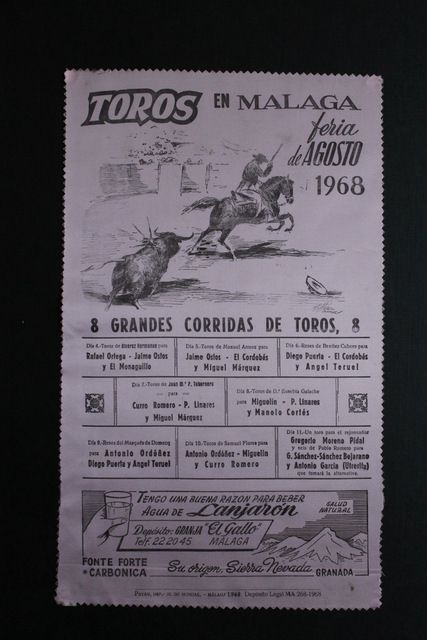 TOROS EN MALAGA
feria
de AGOSTO
1968
8 GRANDES CORRIDAS DE TOROS, 8
Día 4.-Toros de Alvarez Hermanos para
Rafael Ortega - Jaime Ostos
y El Monaguillo
Día 5.-Toros de Manuel Arranz para
Jaime Ostos - El Cordobés
y Miguel Márquez
Día 6.-Reses de Benítez Cubero para
Diego Puerta - El Cordobés
y Angel Teruel
Día 7.-Toros de Juan M.ª P. Tabernero
para
Curro Romero - P. Linares
y Miguel Márquez
Día 8.-Toros de D.ª Eusebia Galache
para
Miguelín - P. Linares
y Manolo Cortés
Día 9.-Reses del Marqués de Domecq
para Antonio Ordóñez
Diego Puerta y Angel Teruel
Día 10.-Toros de Samuel Flores para
Antonio Ordóñez - Miguelín
y Curro Romero
Día 11.-Un toro para el rejoneador
Gregorio Moreno Pidal
y seis de Pablo Romero para
G. Sánchez-Sánchez Bejarano
y Antonio García (Utrerita)
que tomará la alternativa.
TENGO UNA BUENA RAZON PARA BEBER
AGUA DE Lanjarón
SALUD
NATURAL
Depósito: GRANJA "El Gallo"
Telf. 22 20 45 MÁLAGA
FONTE FORTE
CARBONICA
Su origen, Sierra Nevada
GRANADA
MÁLAGA 1968. Depósito Legal MA 268-1968